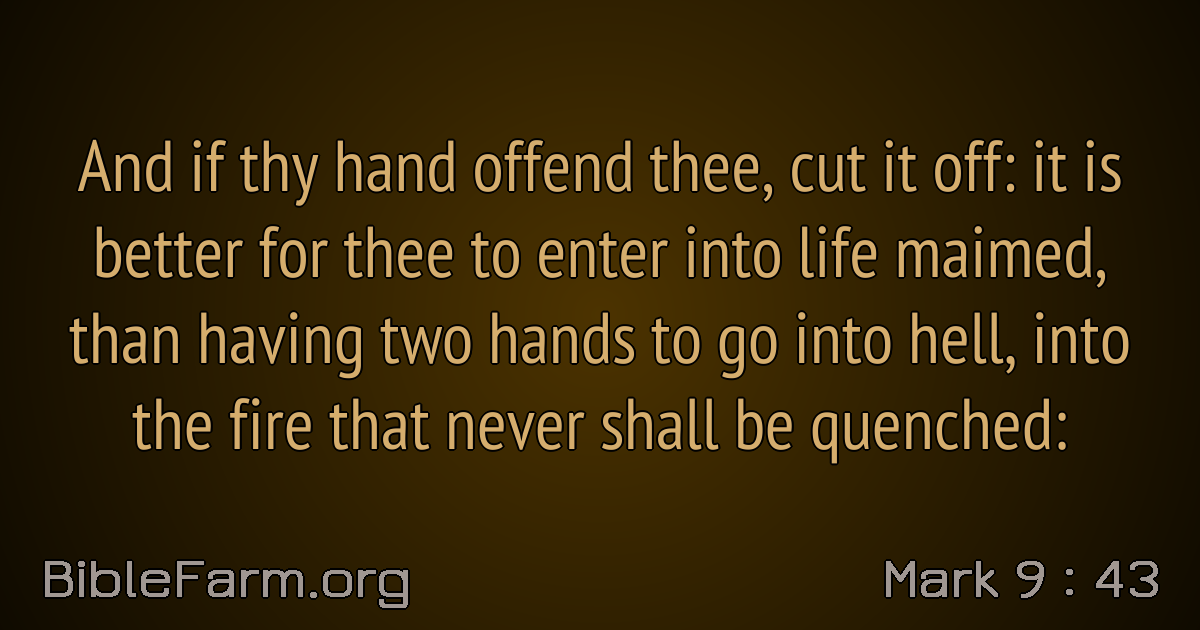 And if thy hand offend thee, cut it off: it is
better for thee to enter into life maimed,
than having two hands to go into hell, into
the fire that never shall be quenched:
BibleFarm.org
Mark 9 : 43